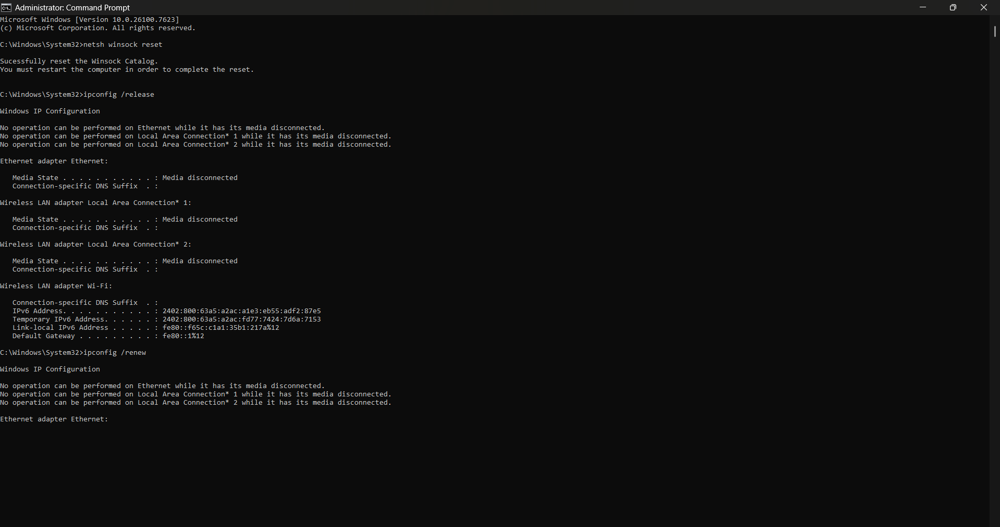 Administrator: Command Prompt
Microsoft Windows [Version 10.0.26100.7623]
(c) Microsoft Corporation. All rights reserved.
C:\Windows\System32>netsh winsock reset
Sucessfully reset the Winsock Catalog.
You must restart the computer in order to complete the reset.
C:\Windows\System32>ipconfig /release
Windows IP Configuration
No operation can be performed on Ethernet while it has its media disconnected.
No operation can be performed on Local Area Connection* 1 while it has its media disconnected.
No operation can be performed on Local Area Connection* 2 while it has its media disconnected.
Ethernet adapter Ethernet:
   Media State . . . . . . . . . . . : Media disconnected
   Connection-specific DNS Suffix  . :
Wireless LAN adapter Local Area Connection* 1:
   Media State . . . . . . . . . . . : Media disconnected
   Connection-specific DNS Suffix  . :
Wireless LAN adapter Local Area Connection* 2:
   Media State . . . . . . . . . . . : Media disconnected
   Connection-specific DNS Suffix  . :
Wireless LAN adapter Wi-Fi:
   Connection-specific DNS Suffix  . :
   IPv6 Address. . . . . . . . . . . : 2402:800:63a5:a2ac:a1e3:eb55:adf2:87e5
   Temporary IPv6 Address. . . . . . : 2402:800:63a5:a2ac:fd77:7424:7d6a:7153
   Link-local IPv6 Address . . . . . : fe80::f65c:c1a1:35b1:217a%12
   Default Gateway . . . . . . . . . : fe80::1%12
C:\Windows\System32>ipconfig /renew
Windows IP Configuration
No operation can be performed on Ethernet while it has its media disconnected.
No operation can be performed on Local Area Connection* 1 while it has its media disconnected.
No operation can be performed on Local Area Connection* 2 while it has its media disconnected.
Ethernet adapter Ethernet: